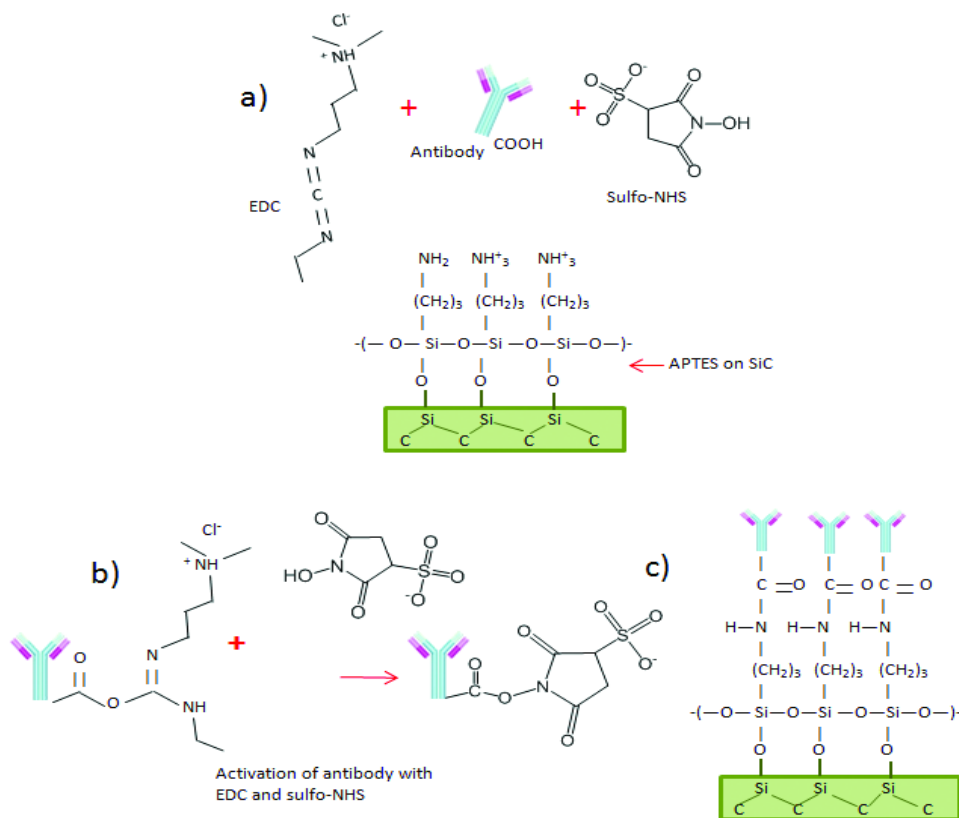 Cl-
+ NH
a)
+
+
N
C
N
EDC
Antibody COOH
O O-
S
O
O
N-OH
O
Sulfo-NHS
NH2 NH+3 NH+3
(CH2)3 (CH2)3 (CH2)3
-(— O— Si —O— Si —O— Si— O— )-
APTES on SiC
O O O
Si Si Si
C C C C
b)
Cl-
+ NH
O
HO-N
O
O
S=O
-O
+
O
O
N
NH
O
C
O
N
O
O
O
S
O
O-
Activation of antibody with
EDC and sulfo-NHS
c)
C=O C=O C=O
H—N H—N H—N
(CH2)3 (CH2)3 (CH2)3
-(— O— Si— O— Si— O— Si— O— )-
O O O
Si Si Si
C C C C